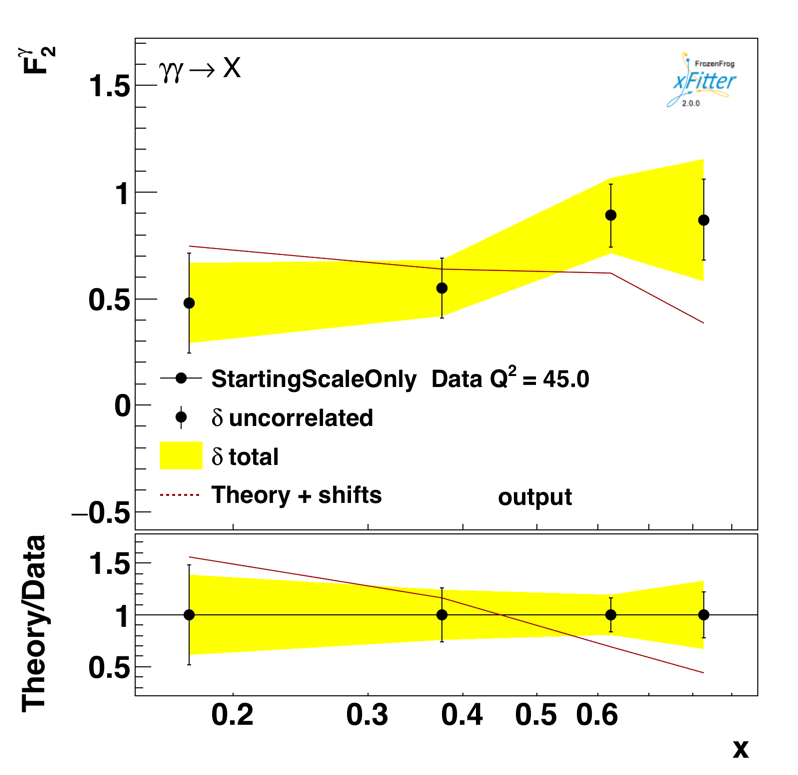 F₂^γ
γγ → X
FrozenFrog
xFitter
2.0.0
1.5
1
0.5
0
−0.5
StartingScaleOnly Data Q² = 45.0
δ uncorrelated
δ total
Theory + shifts
output
Theory/Data
1.5
1
0.5
0.2 0.3 0.4 0.5 0.6
x